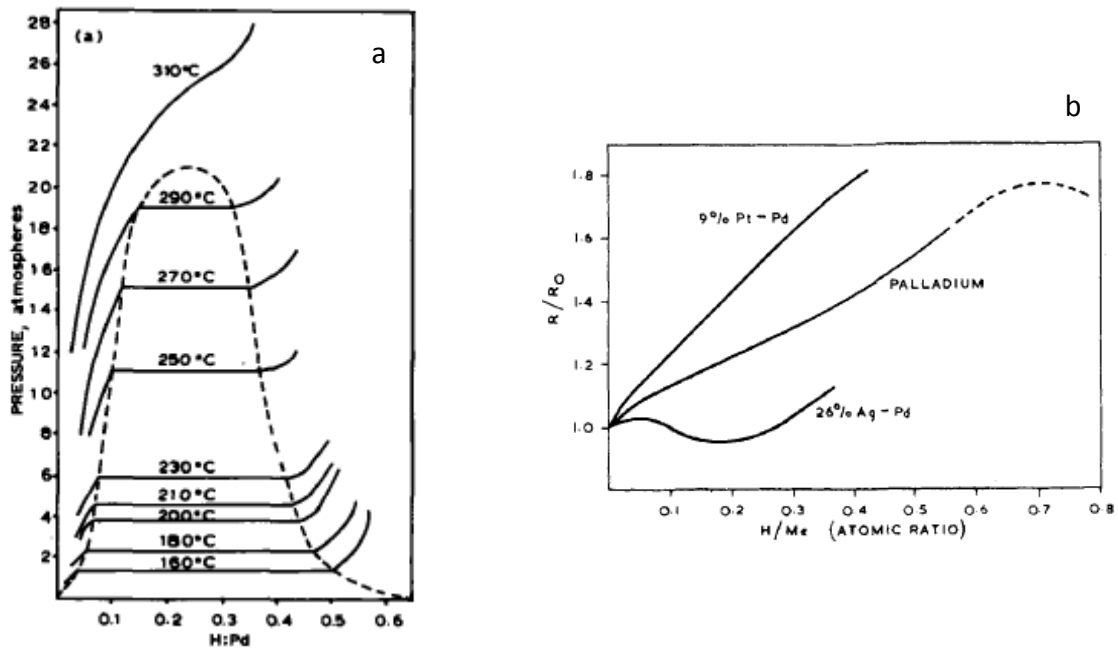 (a)
a
28
26
24
22
20
18
16
14
12
10
8
6
4
2
PRESSURE, atmospheres
310°C
290°C
270°C
250°C
230°C
210°C
200°C
180°C
160°C
0.1
0.2
0.3
0.4
0.5
0.6
H:Pd
b
1.8
1.6
1.4
1.2
1.0
R/R0
9% Pt – Pd
PALLADIUM
26% Ag – Pd
0
0.1
0.2
0.3
0.4
0.5
0.6
0.7
0.8
H/Me (ATOMIC RATIO)